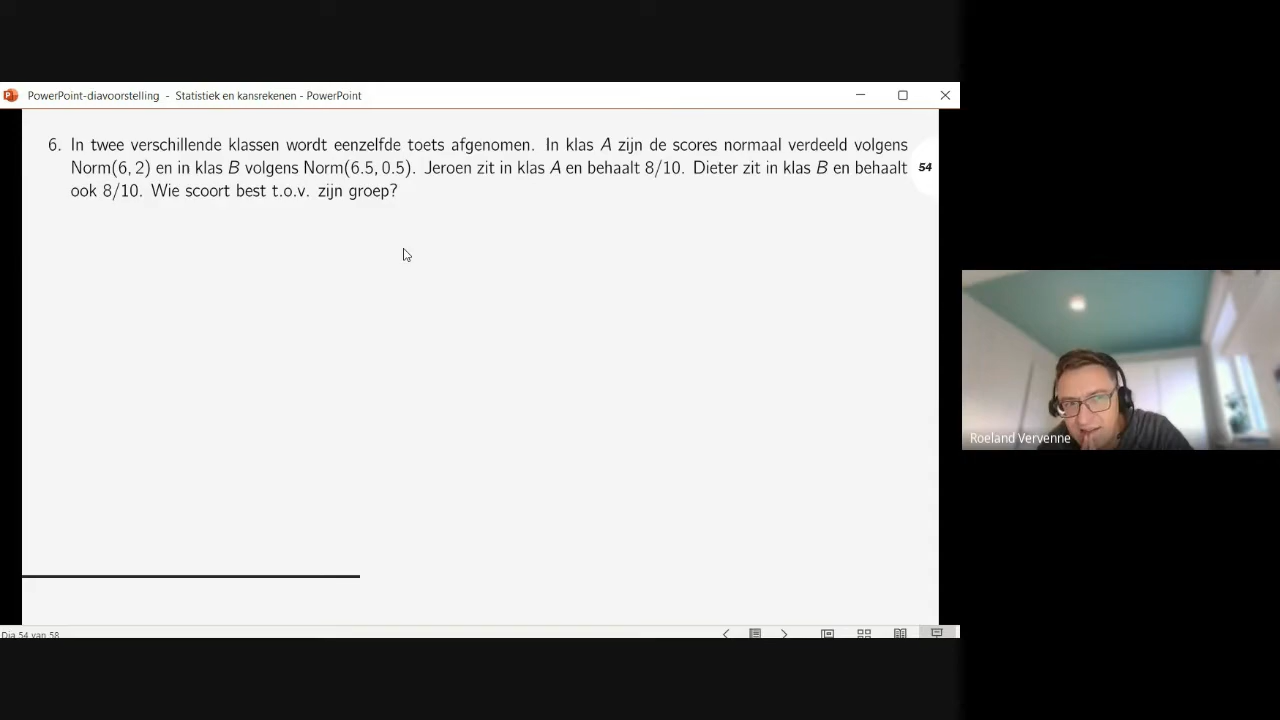 PowerPoint-diavoorstelling - Statistiek en kansrekenen - PowerPoint
6. In twee verschillende klassen wordt eenzelfde toets afgenomen. In klas A zijn de scores normaal verdeeld volgens
Norm(6, 2) en in klas B volgens Norm(6.5, 0.5). Jeroen zit in klas A en behaalt 8/10. Dieter zit in klas B en behaalt
ook 8/10. Wie scoort best t.o.v. zijn groep?
54
Roeland Vervenne
Dia 54 van 58